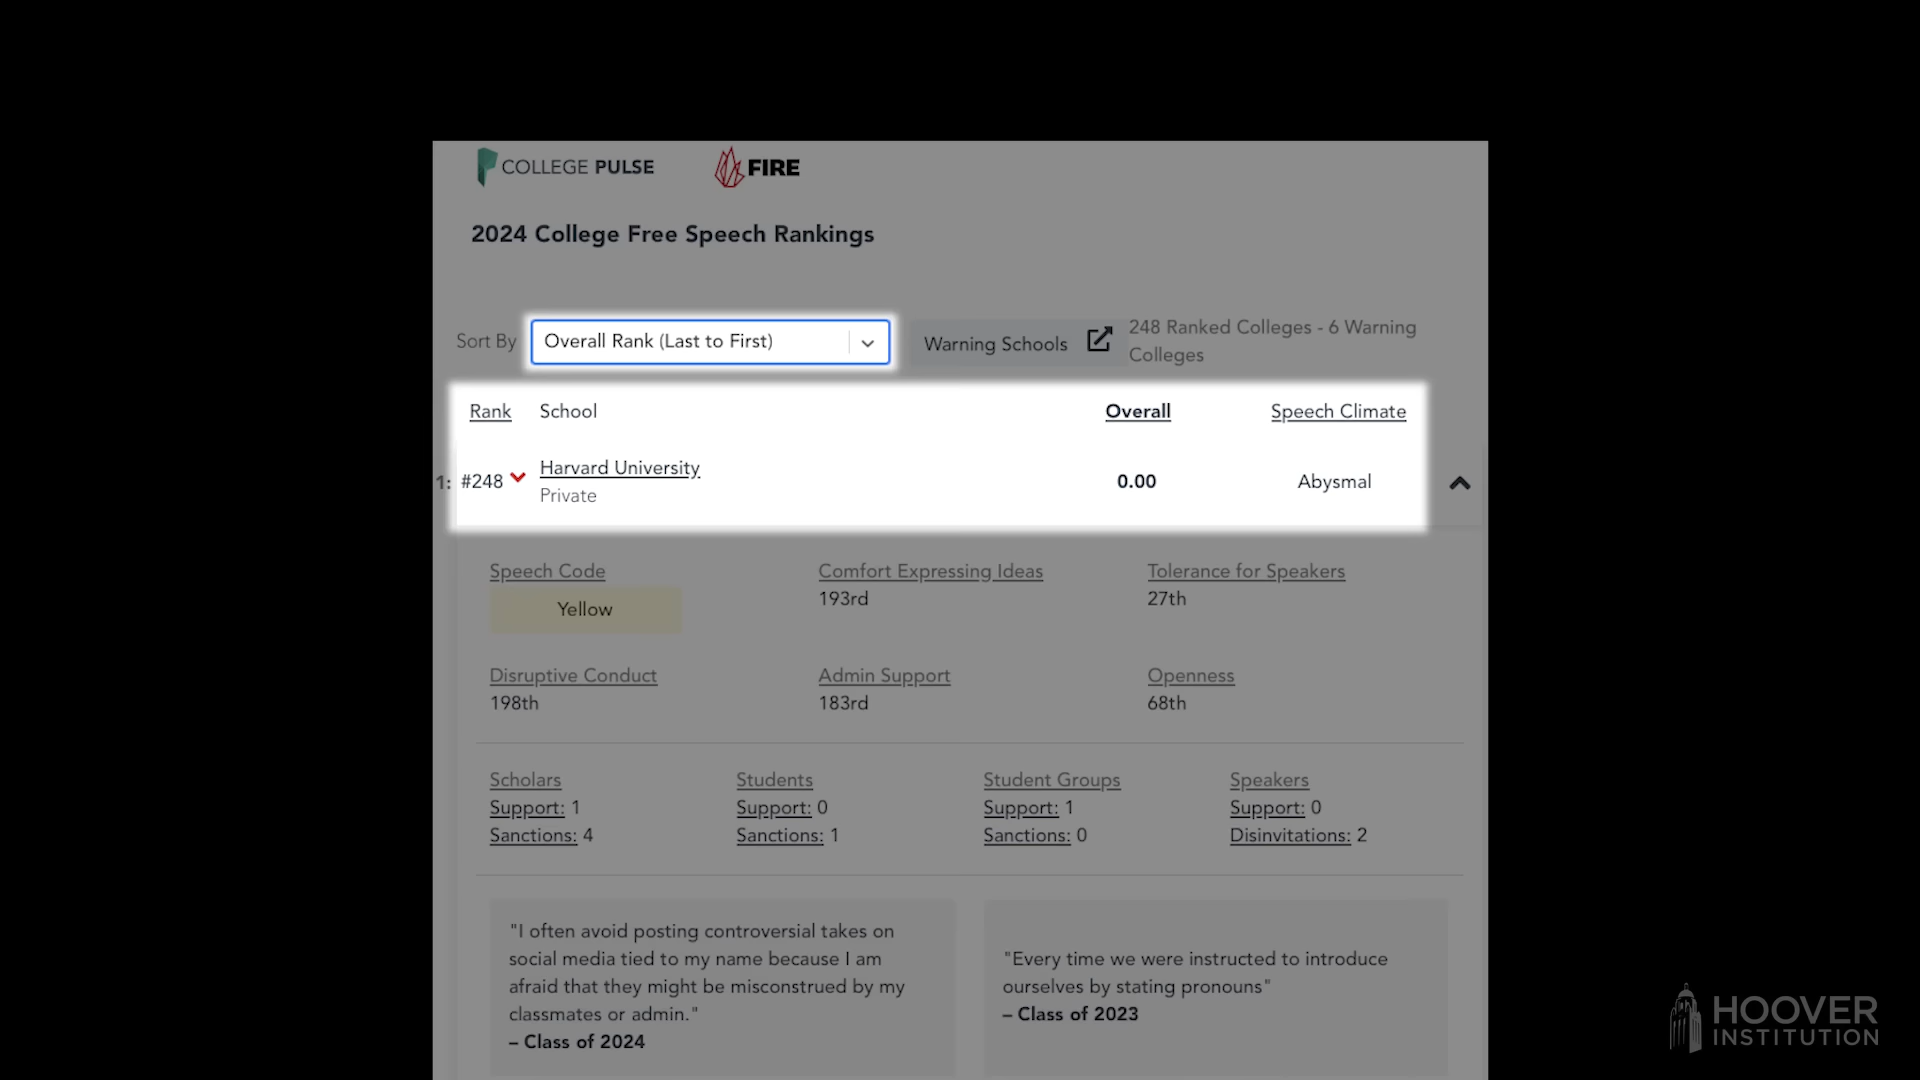 COLLEGE PULSE
FIRE
2024 College Free Speech Rankings
Sort By
Overall Rank (Last to First)
Warning Schools
248 Ranked Colleges - 6 Warning
Colleges
Rank School Overall Speech Climate
1: #248 Harvard University 0.00 Abysmal
Private
Speech Code Comfort Expressing Ideas Tolerance for Speakers
Yellow 193rd 27th
Disruptive Conduct Admin Support Openness
198th 183rd 68th
Scholars Students Student Groups Speakers
Support: 1 Support: 0 Support: 1 Support: 0
Sanctions: 4 Sanctions: 1 Sanctions: 0 Disinvitations: 2
"I often avoid posting controversial takes on
social media tied to my name because I am
afraid that they might be misconstrued by my
classmates or admin."
– Class of 2024
"Every time we were instructed to introduce
ourselves by stating pronouns"
– Class of 2023
HOOVER
INSTITUTION